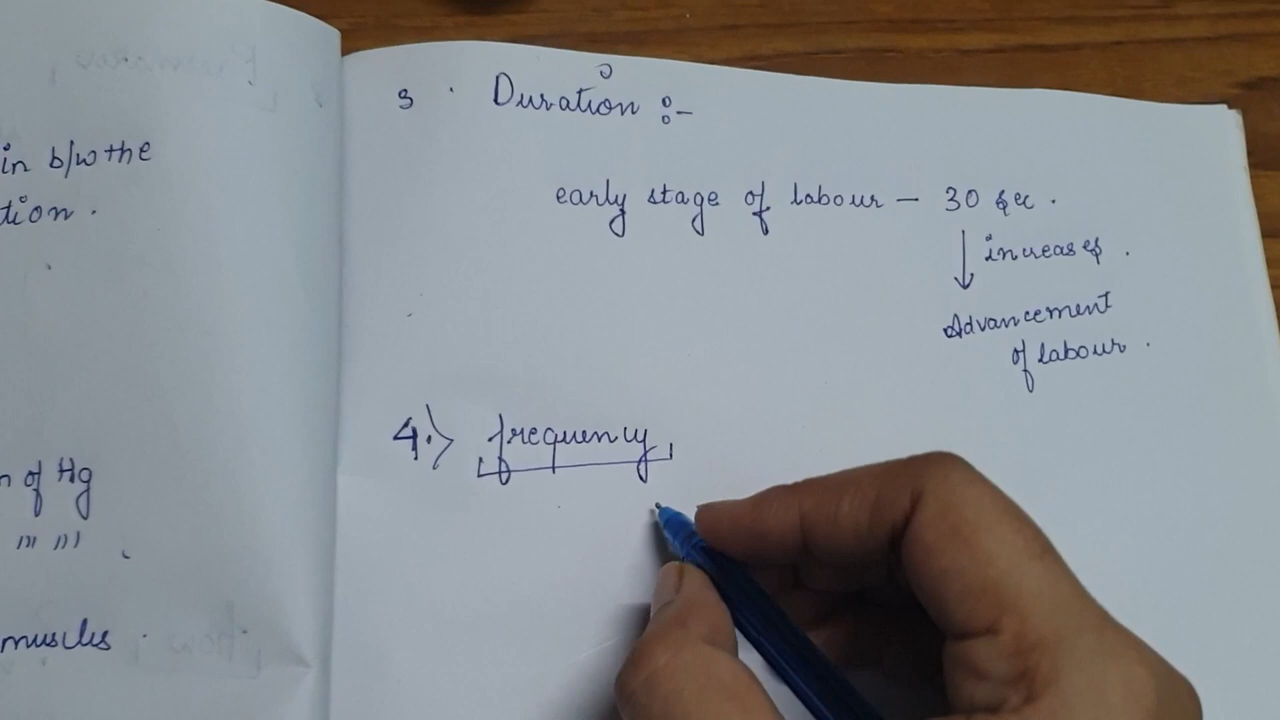 in b/w the
tion.
n of Hg
" "
muscles.
3. Duration :-
early stage of labour - 30 sec.
↓ increases.
Advancement
of labour.
4.) frequency